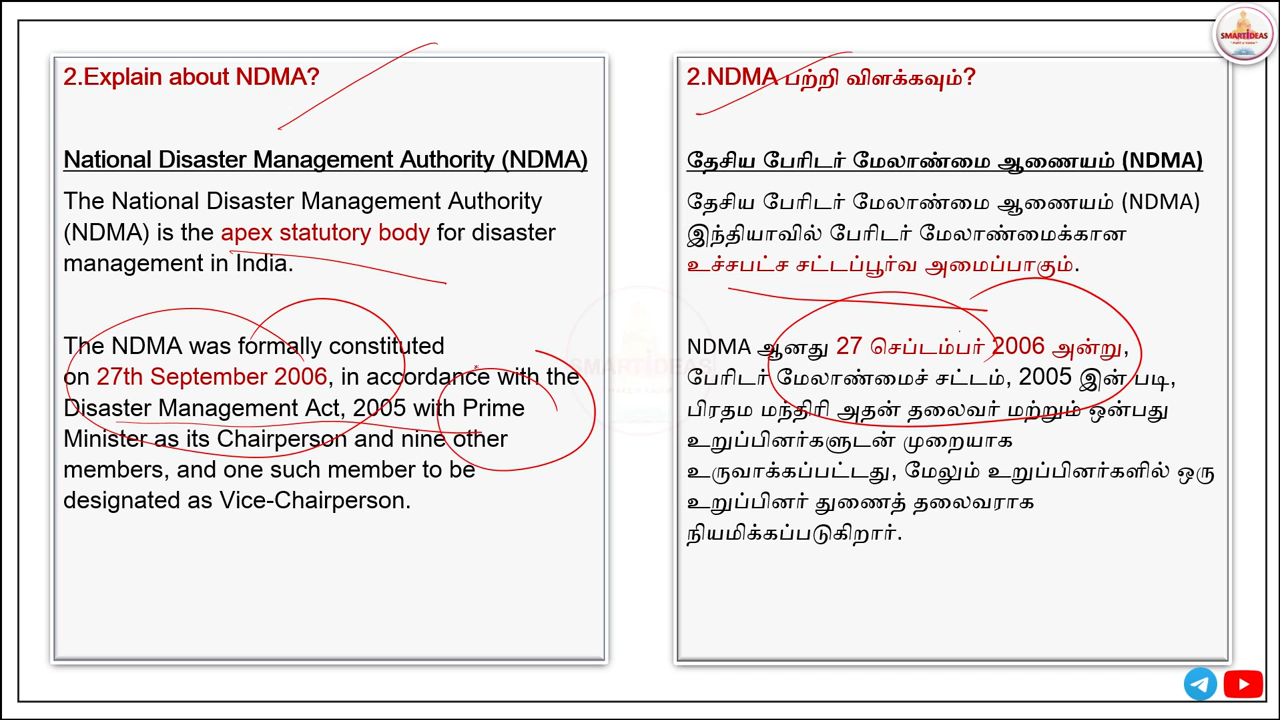 SMARTIDEAS
2.Explain about NDMA?
National Disaster Management Authority (NDMA)
The National Disaster Management Authority
(NDMA) is the apex statutory body for disaster
management in India.
The NDMA was formally constituted
on 27th September 2006, in accordance with the
Disaster Management Act, 2005 with Prime
Minister as its Chairperson and nine other
members, and one such member to be
designated as Vice-Chairperson.
2.NDMA பற்றி விளக்கவும்?
தேசிய பேரிடர் மேலாண்மை ஆணையம் (NDMA)
தேசிய பேரிடர் மேலாண்மை ஆணையம் (NDMA)
இந்தியாவில் பேரிடர் மேலாண்மைக்கான
உச்சபட்ச சட்டப்பூர்வ அமைப்பாகும்.
NDMA ஆனது 27 செப்டம்பர் 2006 அன்று,
பேரிடர் மேலாண்மைச் சட்டம், 2005 இன் படி,
பிரதம மந்திரி அதன் தலைவர் மற்றும் ஒன்பது
உறுப்பினர்களுடன் முறையாக
உருவாக்கப்பட்டது, மேலும் உறுப்பினர்களில் ஒரு
உறுப்பினர் துணைத் தலைவராக
நியமிக்கப்படுகிறார்.
SMARTIDEAS